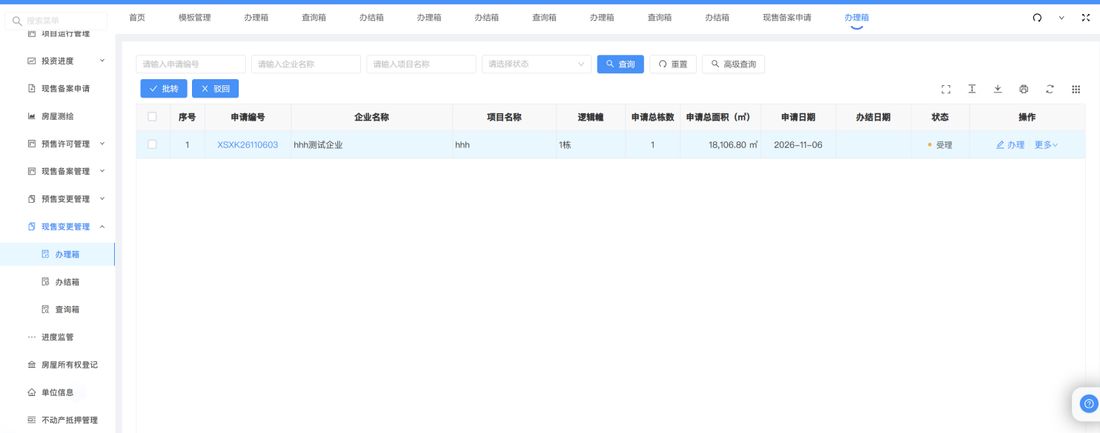 搜索菜单
首页 模板管理 办理箱 查询箱 办结箱 办理箱 办结箱 查询箱 办理箱 查询箱 办结箱 现售备案申请 办理箱
项目运行管理
投资进度
现售备案申请
房屋测绘
预售许可管理
现售备案管理
预售变更管理
现售变更管理
办理箱
办结箱
查询箱
进度监管
房屋所有权登记
单位信息
不动产抵押管理
请输入申请编号 请输入企业名称 请输入项目名称 请选择状态 查询 重置 高级查询
批转 驳回
序号 申请编号 企业名称 项目名称 逻辑幢 申请总栋数 申请总面积（㎡） 申请日期 办结日期 状态 操作
1 XSXK26110603 hhh测试企业 hhh 1栋 1 18,106.80 ㎡ 2026-11-06 受理 办理 更多